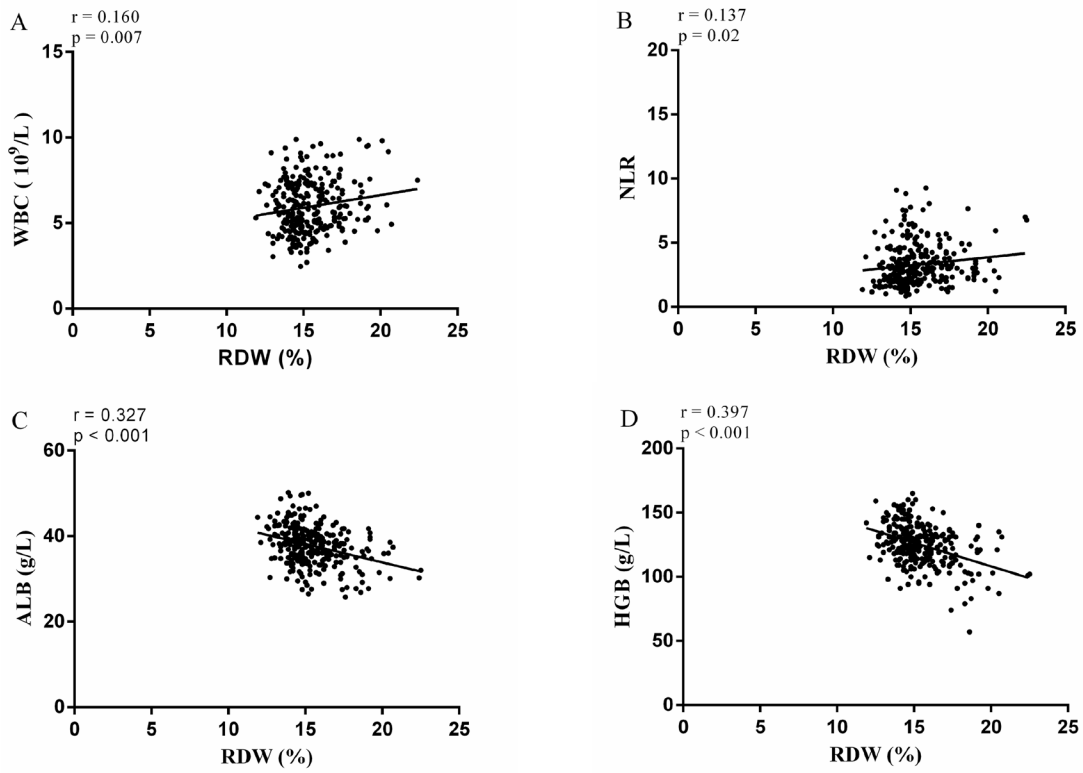 A
r = 0.160
p = 0.007
15
10
5
0
WBC ( 10⁹/L )
0 5 10 15 20 25
RDW (%)
B
r = 0.137
p = 0.02
20
15
10
5
0
NLR
0 5 10 15 20 25
RDW (%)
C
r = 0.327
p < 0.001
60
40
20
0
ALB (g/L)
0 5 10 15 20 25
RDW (%)
D
r = 0.397
p < 0.001
200
150
100
50
0
HGB (g/L)
0 5 10 15 20 25
RDW (%)